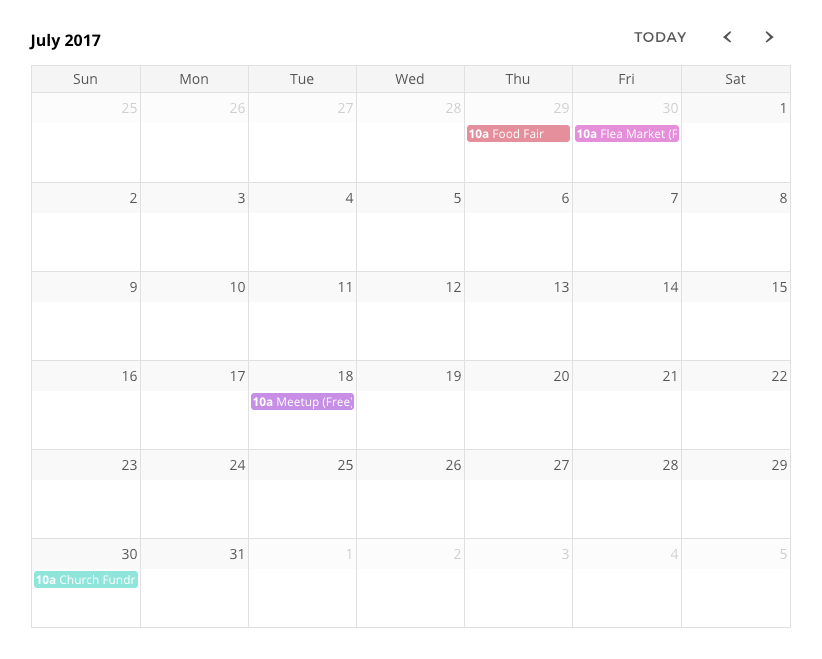 July 2017
TODAY
Sun Mon Tue Wed Thu Fri Sat
25 26 27 28 29 30 1
10a Food Fair 10a Flea Market (F
2 3 4 5 6 7 8
9 10 11 12 13 14 15
16 17 18 19 20 21 22
10a Meetup (Free)
23 24 25 26 27 28 29
30 31 1 2 3 4 5
10a Church Fundr